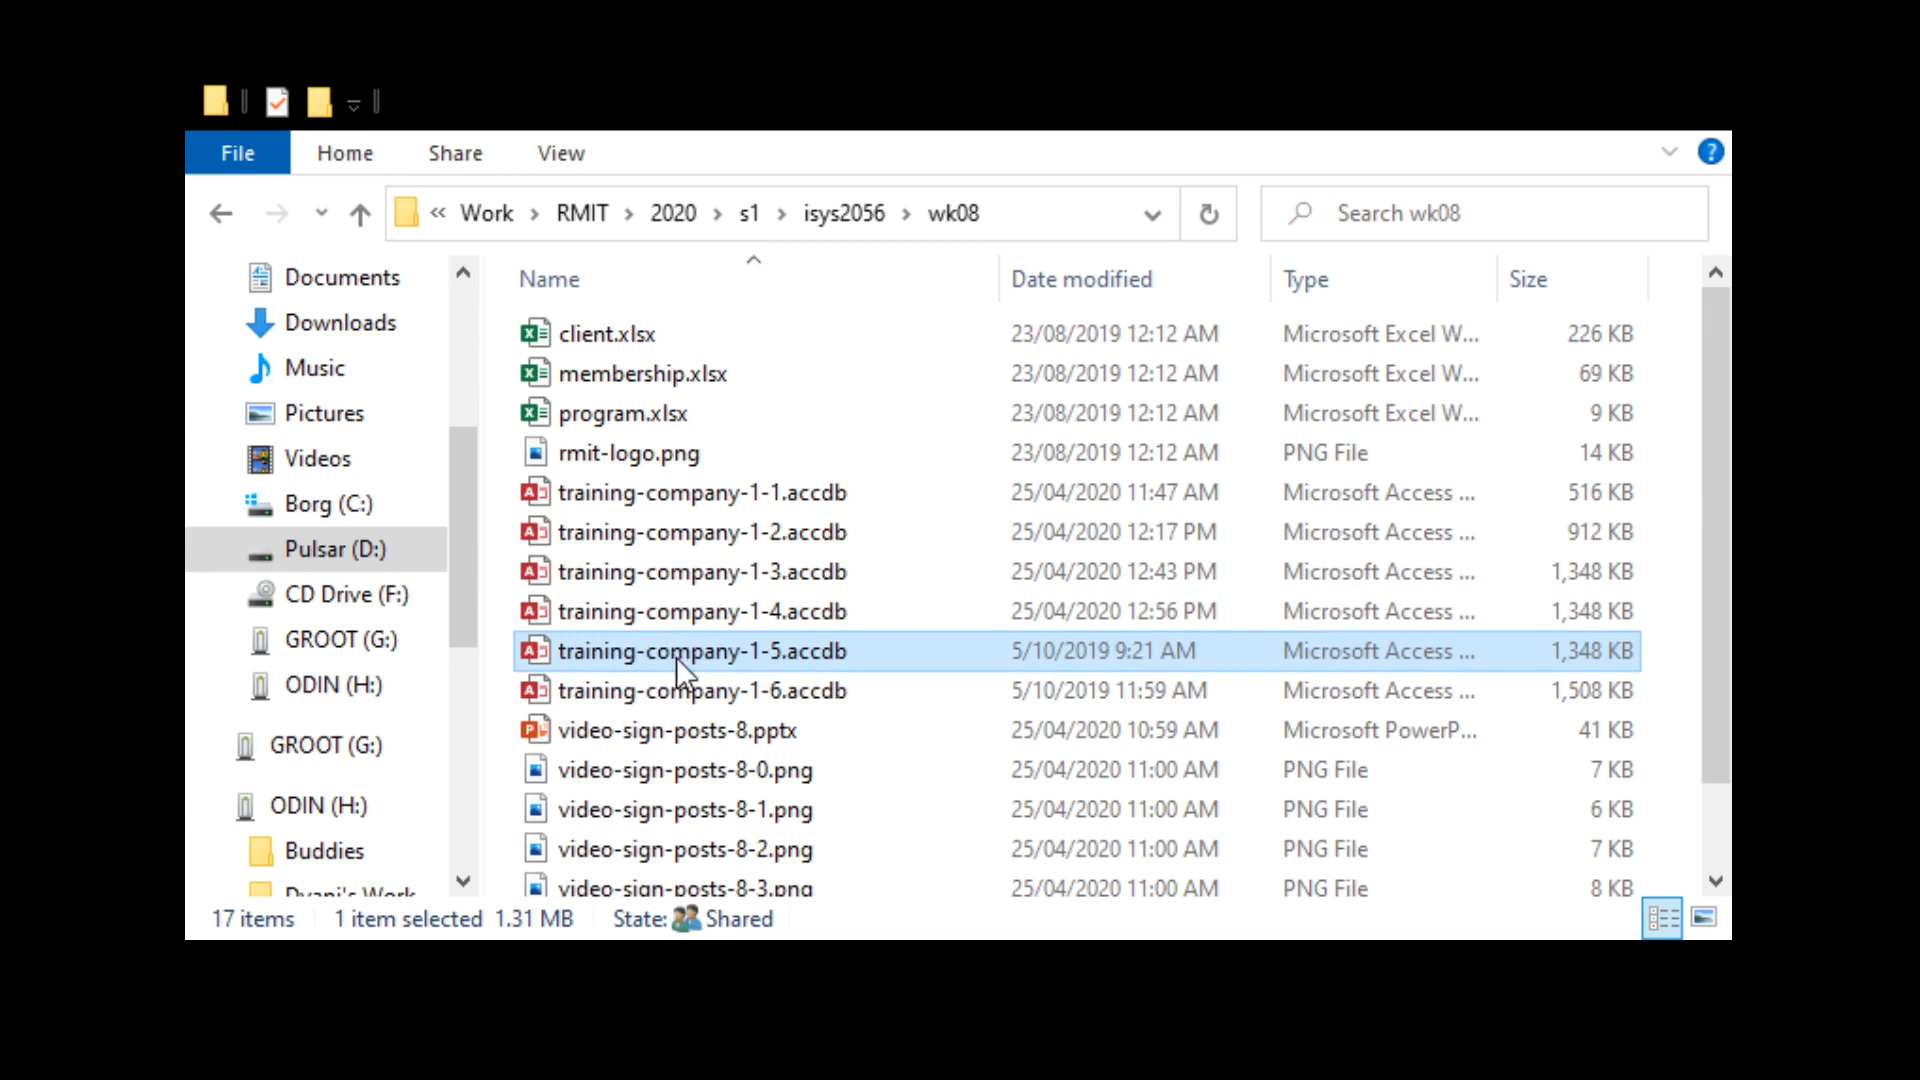 File Home Share View
« Work › RMIT › 2020 › s1 › isys2056 › wk08 Search wk08
Documents
Downloads
Music
Pictures
Videos
Borg (C:)
Pulsar (D:)
CD Drive (F:)
GROOT (G:)
ODIN (H:)
GROOT (G:)
ODIN (H:)
Buddies
Name Date modified Type Size
client.xlsx 23/08/2019 12:12 AM Microsoft Excel W... 226 KB
membership.xlsx 23/08/2019 12:12 AM Microsoft Excel W... 69 KB
program.xlsx 23/08/2019 12:12 AM Microsoft Excel W... 9 KB
rmit-logo.png 23/08/2019 12:12 AM PNG File 14 KB
training-company-1-1.accdb 25/04/2020 11:47 AM Microsoft Access ... 516 KB
training-company-1-2.accdb 25/04/2020 12:17 PM Microsoft Access ... 912 KB
training-company-1-3.accdb 25/04/2020 12:43 PM Microsoft Access ... 1,348 KB
training-company-1-4.accdb 25/04/2020 12:56 PM Microsoft Access ... 1,348 KB
training-company-1-5.accdb 5/10/2019 9:21 AM Microsoft Access ... 1,348 KB
training-company-1-6.accdb 5/10/2019 11:59 AM Microsoft Access ... 1,508 KB
video-sign-posts-8.pptx 25/04/2020 10:59 AM Microsoft PowerP... 41 KB
video-sign-posts-8-0.png 25/04/2020 11:00 AM PNG File 7 KB
video-sign-posts-8-1.png 25/04/2020 11:00 AM PNG File 6 KB
video-sign-posts-8-2.png 25/04/2020 11:00 AM PNG File 7 KB
video-sign-posts-8-3.png 25/04/2020 11:00 AM PNG File 8 KB
17 items 1 item selected 1.31 MB State: Shared